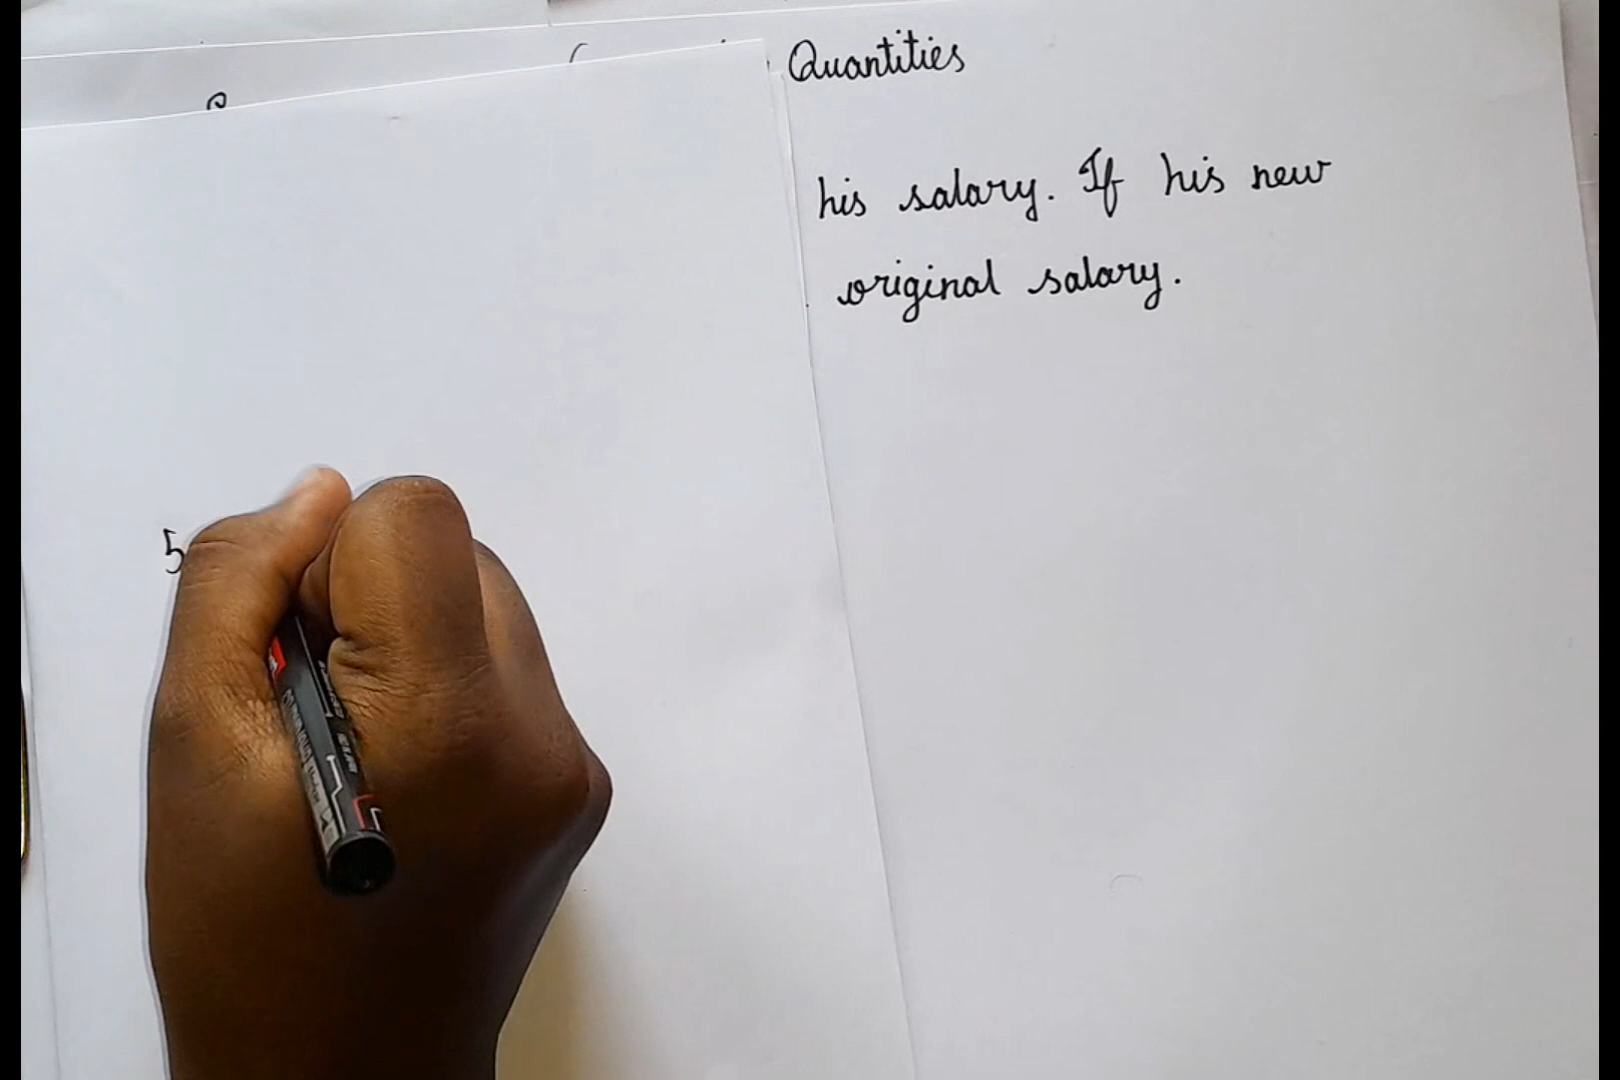 Quantities
his salary. If his new
original salary.
5